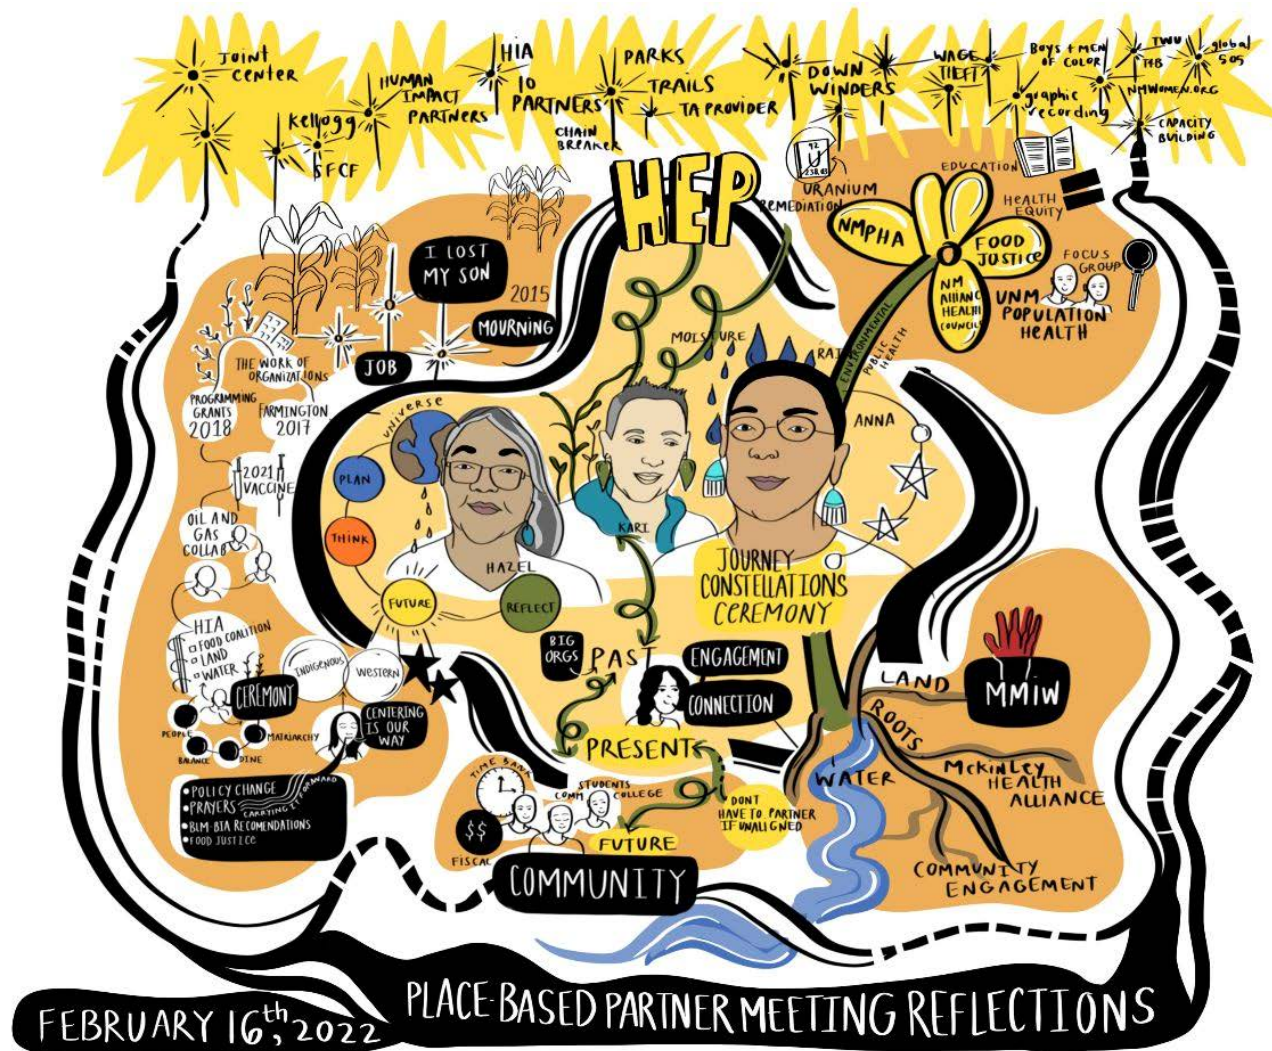 JOINT
CENTER
Kellogg
SFCF
HUMAN
IMPACT
PARTNERS
HIA
10
PARTNERS
CHAIN
BREAKER
PARKS
TRAILS
TA PROVIDER
DOWN
WINDERS
WAGE
THEFT
graphic
recording
BOYS + MEN
OF COLOR
TWU
NMWOMEN.ORG
global
505
CAPACITY
BUILDING
HEP
92
U
238.03
URANIUM
REMEDIATION
EDUCATION
HEALTH
EQUITY
NMPHA
FOOD
JUSTICE
NM
ALLIANC
HEALTH
COUNCIL
FOCUS
GROUP
UNM
POPULATION
HEALTH
ENVIRONMENTAL
PUBLIC HEALTH
I LOST
MY SON
2015
MOURNING
JOB
THE WORK OF
ORGANIZATIONS
PROGRAMMING
GRANTS
2018
FARMINGTON
2017
2021
VACCINE
OIL AND
GAS
COLLAB
HIA
FOOD COALITION
LAND
WATER
CEREMONY
PEOPLE
BALANCE
DINE
MATRIARCHY
INDIGENOUS
WESTERN
CENTERING
IS OUR
WAY
• POLICY CHANGE
• PRAYERS
CARRYING IT FORWARD
• BLM-BIA RECOMENDATIONS
• FOOD JUSTICE
UNIVERSE
PLAN
THINK
FUTURE
REFLECT
HAZEL
KARI
MOISTURE
RAI
ANNA
JOURNEY
CONSTELLATIONS
CEREMONY
BIG
ORGS
PAST
ENGAGEMENT
CONNECTION
PRESENT
DONT
HAVE TO PARTNER
IF UNALIGNED
FUTURE
TIME BANK
STUDENTS
COMM COLLEGE
$$
FISCAL
COMMUNITY
LAND
ROOTS
WATER
MMIW
McKINLEY
HEALTH
ALLIANCE
COMMUNITY
ENGAGEMENT
FEBRUARY 16th, 2022
PLACE-BASED PARTNER MEETING REFLECTIONS